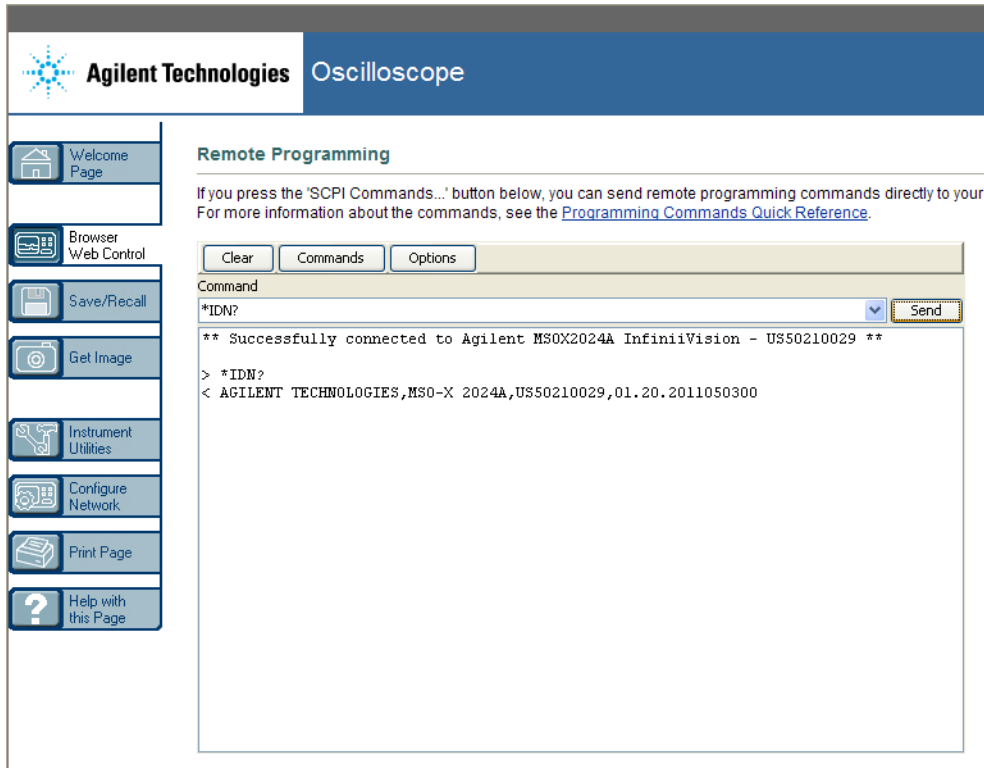 Agilent Technologies
Oscilloscope
Welcome
Page
Browser
Web Control
Save/Recall
Get Image
Instrument
Utilities
Configure
Network
Print Page
Help with
this Page
Remote Programming
If you press the 'SCPI Commands...' button below, you can send remote programming commands directly to your
For more information about the commands, see the Programming Commands Quick Reference.
Clear Commands Options
Command
*IDN? Send
** Successfully connected to Agilent MSOX2024A InfiniiVision - US50210029 **
> *IDN?
< AGILENT TECHNOLOGIES,MSO-X 2024A,US50210029,01.20.2011050300